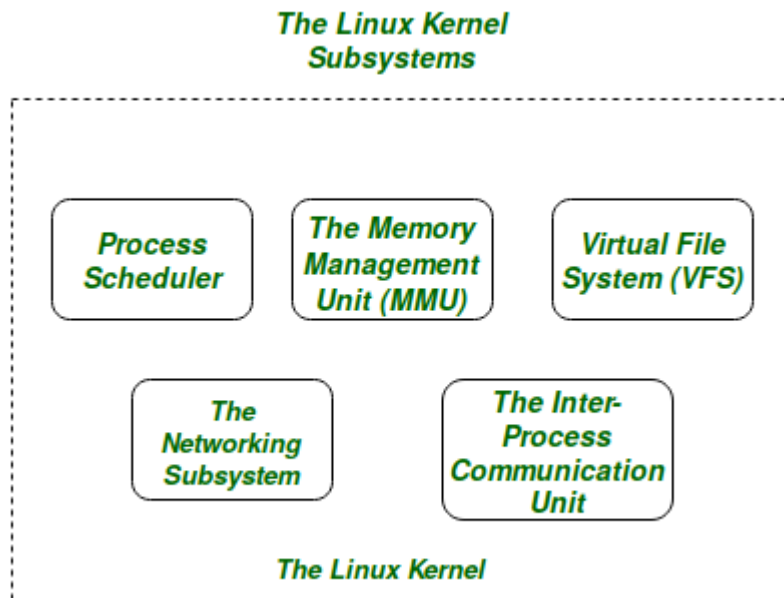 The Linux Kernel
Subsystems
Process
Scheduler
The Memory
Management
Unit (MMU)
Virtual File
System (VFS)
The
Networking
Subsystem
The Inter-
Process
Communication
Unit
The Linux Kernel